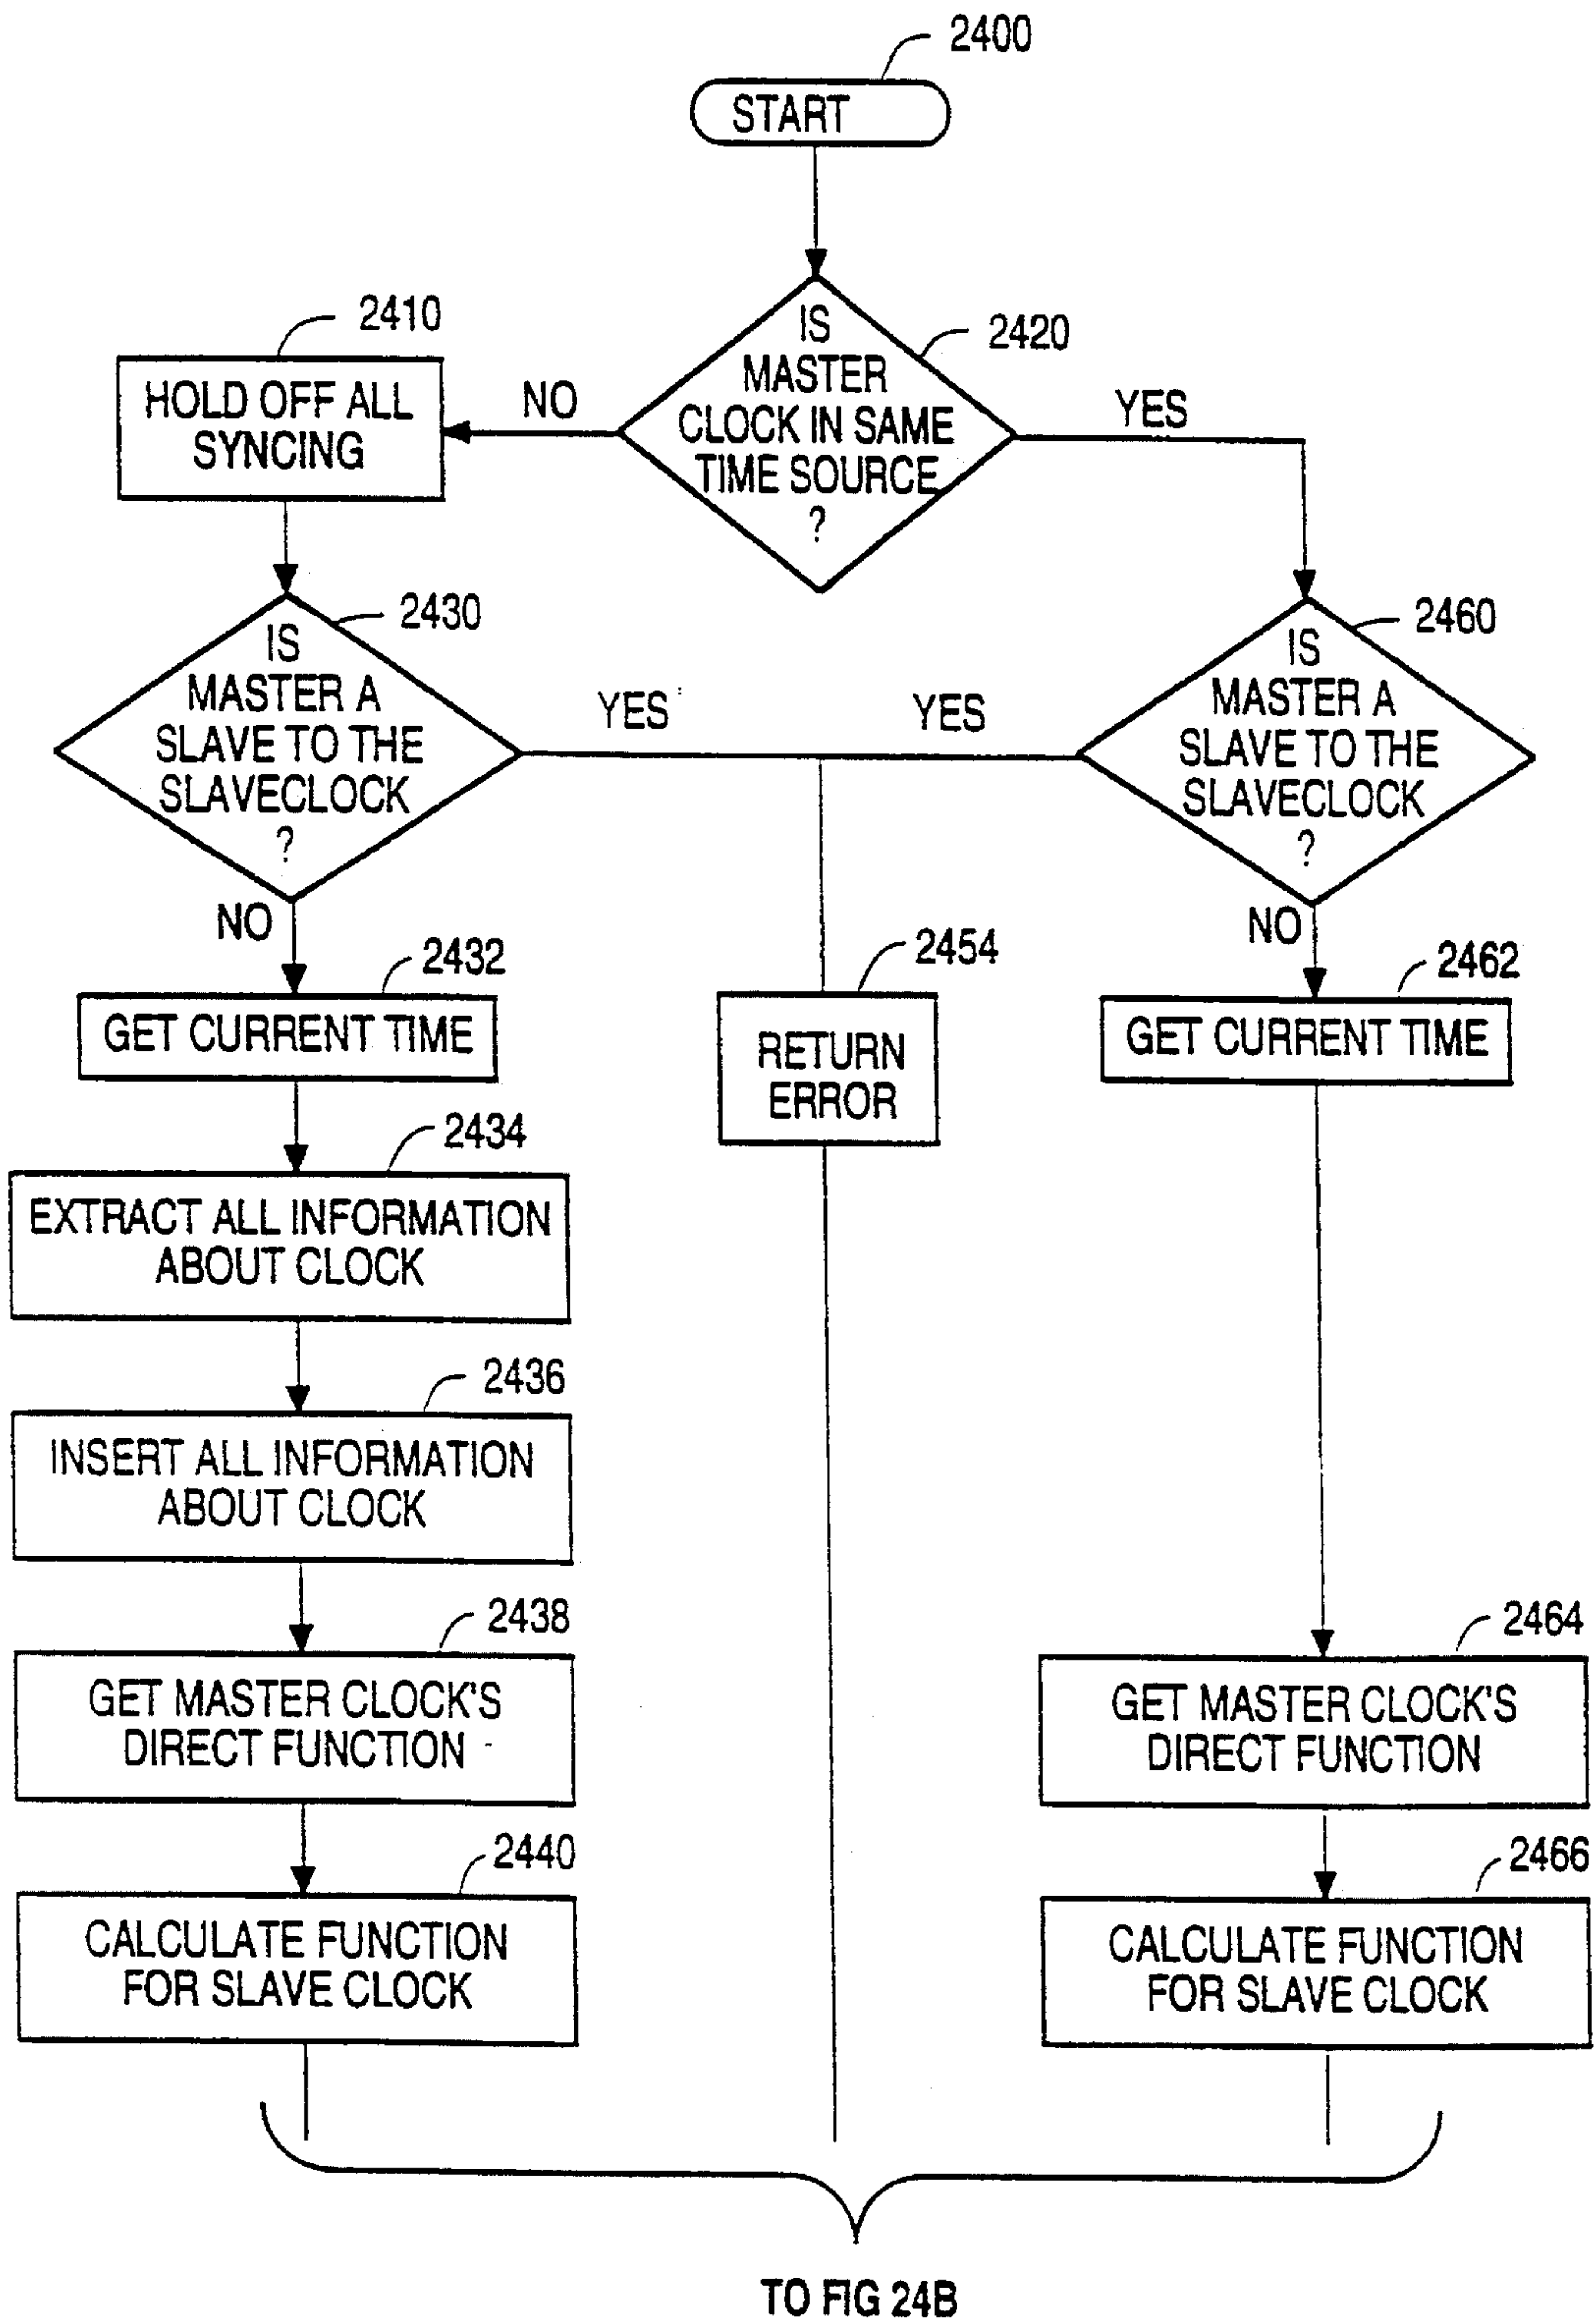 2400
START
2410
HOLD OFF ALL
SYNCING
NO
IS
MASTER
CLOCK IN SAME
TIME SOURCE
?
2420
YES
2430
IS
MASTER A
SLAVE TO THE
SLAVECLOCK
?
YES
YES
2460
IS
MASTER A
SLAVE TO THE
SLAVECLOCK
?
NO
NO
2432
GET CURRENT TIME
2454
RETURN
ERROR
2462
GET CURRENT TIME
2434
EXTRACT ALL INFORMATION
ABOUT CLOCK
2436
INSERT ALL INFORMATION
ABOUT CLOCK
2438
GET MASTER CLOCK'S
DIRECT FUNCTION
2464
GET MASTER CLOCK'S
DIRECT FUNCTION
2440
CALCULATE FUNCTION
FOR SLAVE CLOCK
2466
CALCULATE FUNCTION
FOR SLAVE CLOCK
TO FIG 24B